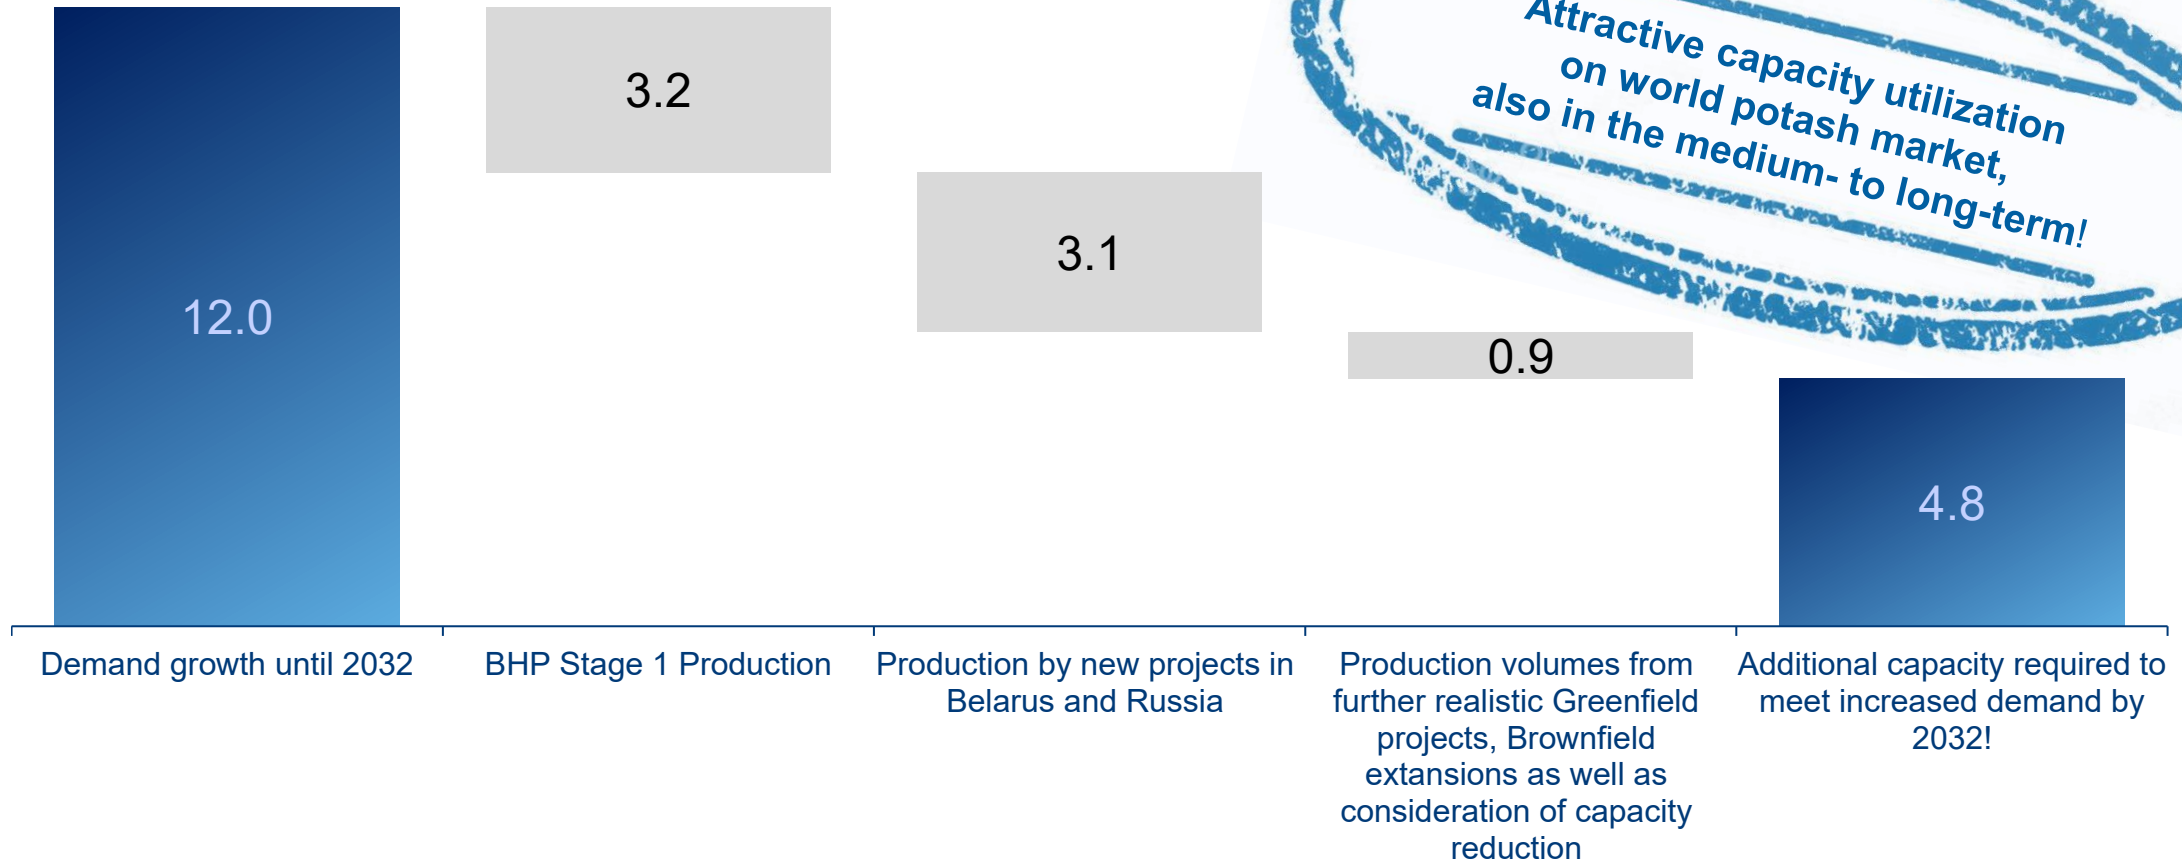 Attractive capacity utilization
on world potash market,
also in the medium- to long-term!
3.2
3.1
12.0
0.9
4.8
Demand growth until 2032
BHP Stage 1 Production
Production by new projects in
Belarus and Russia
Production volumes from
further realistic Greenfield
projects, Brownfield
extansions as well as
consideration of capacity
reduction
Additional capacity required to
meet increased demand by
2032!